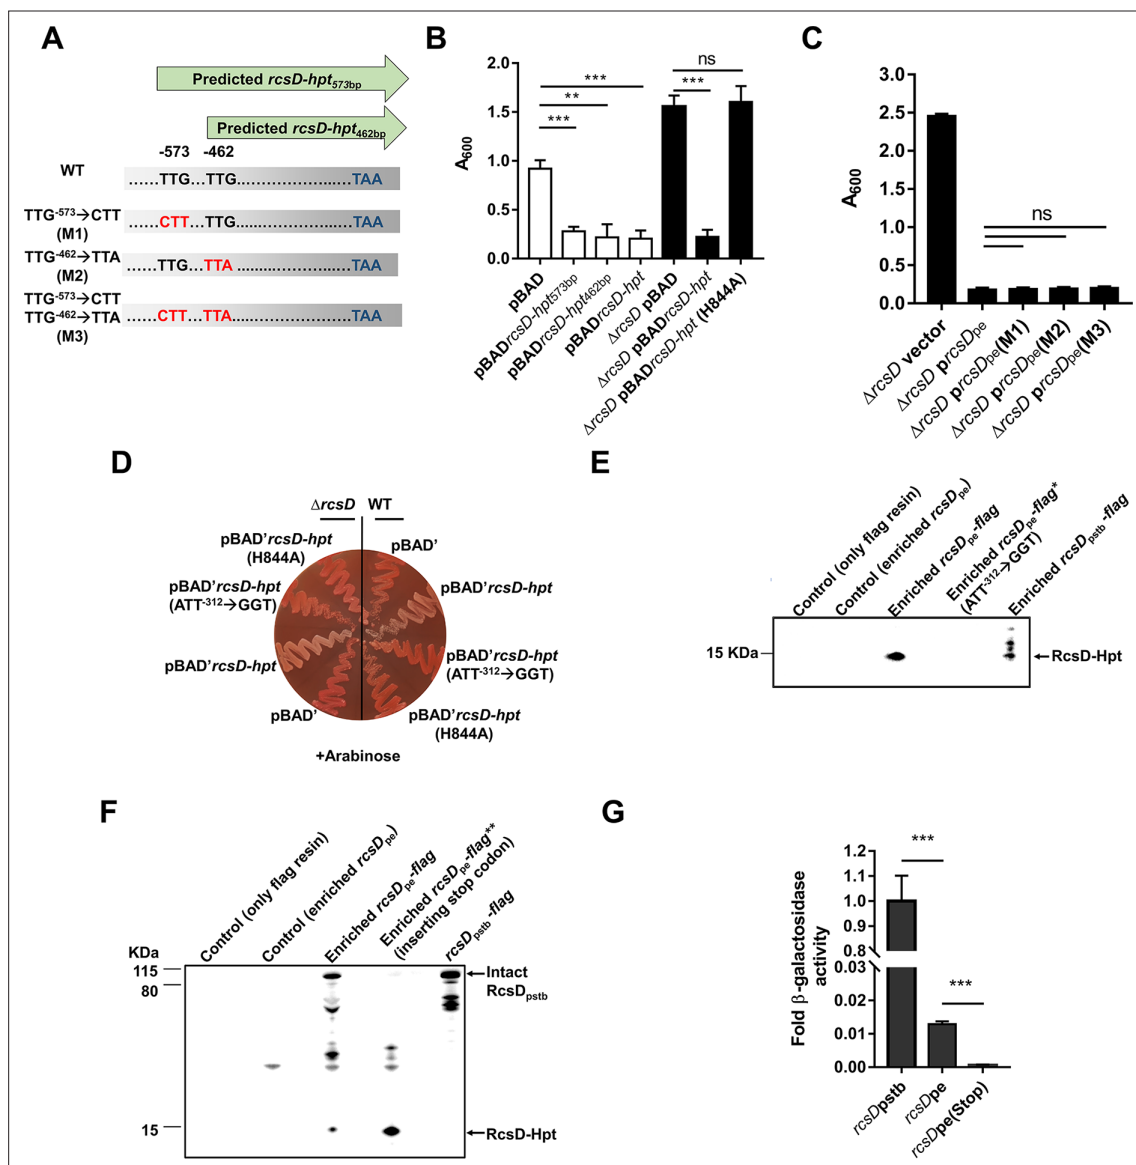 A
Predicted rcsD-hpt573bp
Predicted rcsD-hpt462bp
-573 -462
WT
......TTG...TTG......................TAA
TTG-573→CTT
(M1)
......CTT...TTG......................TAA
TTG-462→TTA
(M2)
......TTG...TTA......................TAA
TTG-573→CTT
TTG-462→TTA
(M3)
......CTT...TTA......................TAA
B
A600
2.0
1.5
1.0
0.5
0.0
***
**
***
ns
***
pBAD
pBADrcsD-hpt573bp
pBADrcsD-hpt462bp
pBADrcsD-hpt
ΔrcsD pBAD
ΔrcsD pBADrcsD-hpt
ΔrcsD pBADrcsD-hpt (H844A)
C
A600
3.0
2.5
2.0
1.5
1.0
0.5
0.0
ns
ΔrcsD vector
ΔrcsD prcsDpe
ΔrcsD prcsDpe(M1)
ΔrcsD prcsDpe(M2)
ΔrcsD prcsDpe(M3)
D
ΔrcsD WT
pBAD'rcsD-hpt
(H844A)
pBAD'
pBAD'rcsD-hpt
(ATT-312→GGT)
pBAD'rcsD-hpt
pBAD'rcsD-hpt
pBAD'rcsD-hpt
(ATT-312→GGT)
pBAD'
pBAD'rcsD-hpt
(H844A)
+Arabinose
E
Control (only flag resin)
Control (enriched rcsDpe)
Enriched rcsDpe-flag
Enriched rcsDpe-flag*
(ATT-312→GGT)
Enriched rcsDpstb-flag
15 KDa
RcsD-Hpt
F
Control (only flag resin)
Control (enriched rcsDpe)
Enriched rcsDpe-flag
Enriched rcsDpe-flag**
(inserting stop codon)
rcsDpstb-flag
KDa
115
80
15
Intact
RcsDpstb
RcsD-Hpt
G
Fold β-galactosidase
activity
1.2
1.1
1.0
0.9
0.8
0.03
0.02
0.01
0.00
***
***
rcsDpstb
rcsDpe
rcsDpe(Stop)